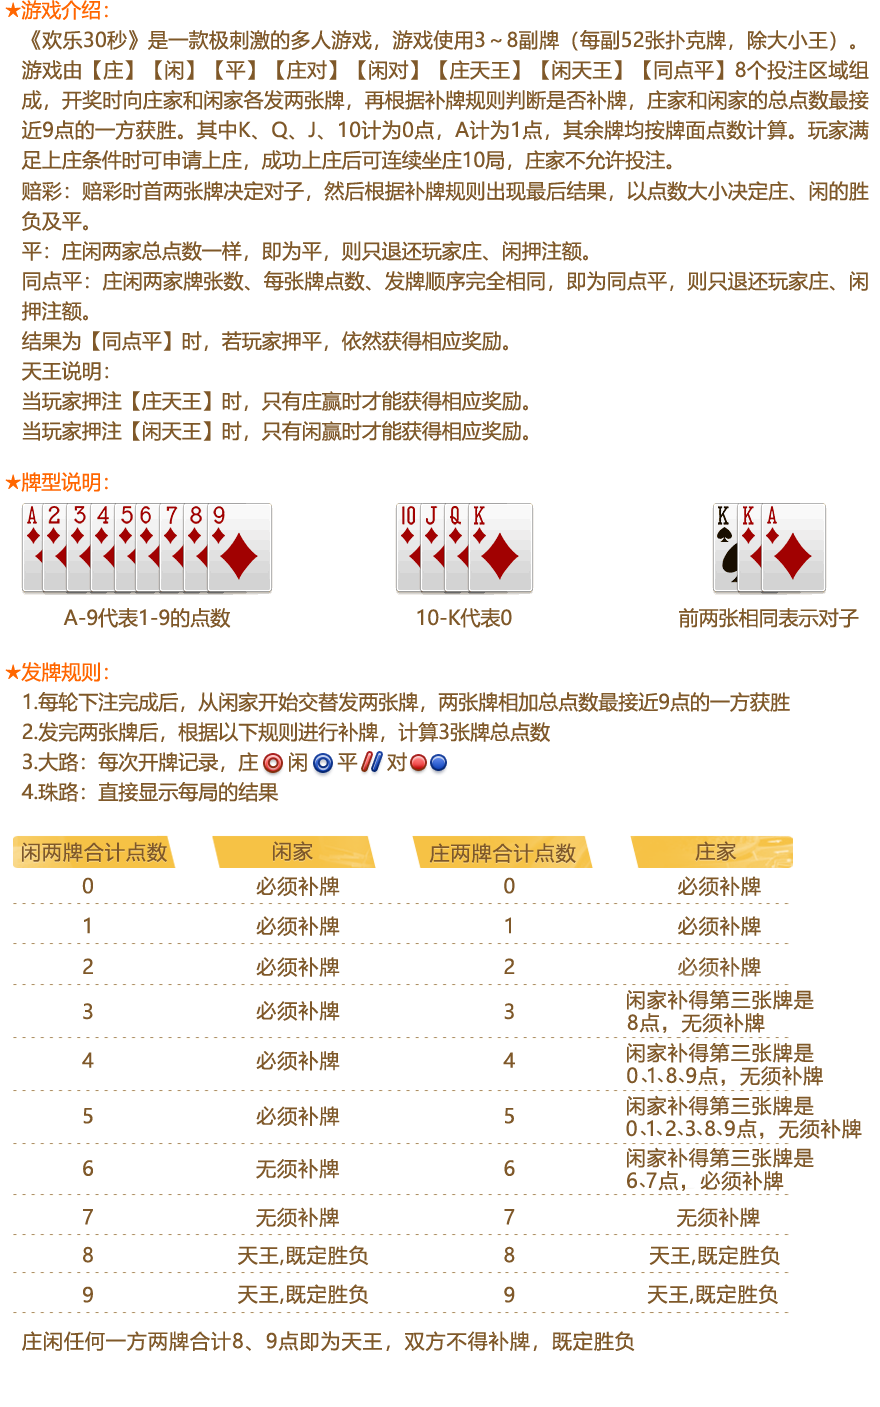 ★游戏介绍：
《欢乐30秒》是一款极刺激的多人游戏，游戏使用3～8副牌（每副52张扑克牌，除大小王）。
游戏由【庄】【闲】【平】【庄对】【闲对】【庄天王】【闲天王】【同点平】8个投注区域组
成，开奖时向庄家和闲家各发两张牌，再根据补牌规则判断是否补牌，庄家和闲家的总点数最接
近9点的一方获胜。其中K、Q、J、10计为0点，A计为1点，其余牌均按牌面点数计算。玩家满
足上庄条件时可申请上庄，成功上庄后可连续坐庄10局，庄家不允许投注。
赔彩：赔彩时首两张牌决定对子，然后根据补牌规则出现最后结果，以点数大小决定庄、闲的胜
负及平。
平：庄闲两家总点数一样，即为平，则只退还玩家庄、闲押注额。
同点平：庄闲两家牌张数、每张牌点数、发牌顺序完全相同，即为同点平，则只退还玩家庄、闲
押注额。
结果为【同点平】时，若玩家押平，依然获得相应奖励。
天王说明：
当玩家押注【庄天王】时，只有庄赢时才能获得相应奖励。
当玩家押注【闲天王】时，只有闲赢时才能获得相应奖励。
★牌型说明：
A 2 3 4 5 6 7 8 9 10 J Q K K K A
A-9代表1-9的点数 10-K代表0 前两张相同表示对子
★发牌规则：
1.每轮下注完成后，从闲家开始交替发两张牌，两张牌相加总点数最接近9点的一方获胜
2.发完两张牌后，根据以下规则进行补牌，计算3张牌总点数
3.大路：每次开牌记录，庄 闲 平 对
4.珠路：直接显示每局的结果
闲两牌合计点数 闲家 庄两牌合计点数 庄家
0 必须补牌 0 必须补牌
1 必须补牌 1 必须补牌
2 必须补牌 2 必须补牌
3 必须补牌 3 闲家补得第三张牌是
8点，无须补牌
4 必须补牌 4 闲家补得第三张牌是
0、1、8、9点，无须补牌
5 必须补牌 5 闲家补得第三张牌是
0、1、2、3、8、9点，无须补牌
6 无须补牌 6 闲家补得第三张牌是
6、7点，必须补牌
7 无须补牌 7 无须补牌
8 天王,既定胜负 8 天王,既定胜负
9 天王,既定胜负 9 天王,既定胜负
庄闲任何一方两牌合计8、9点即为天王，双方不得补牌，既定胜负